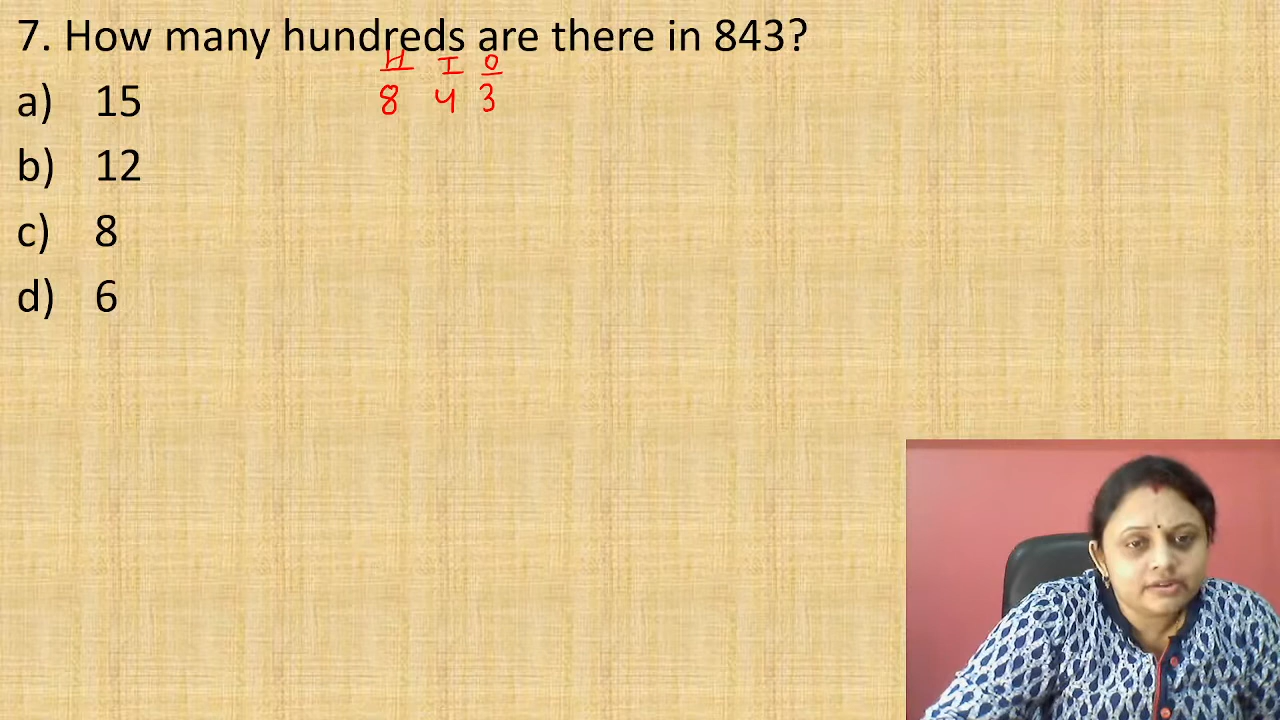 7. How many hundreds are there in 843?
H T O
a) 15
8 4 3
b) 12
c) 8
d) 6